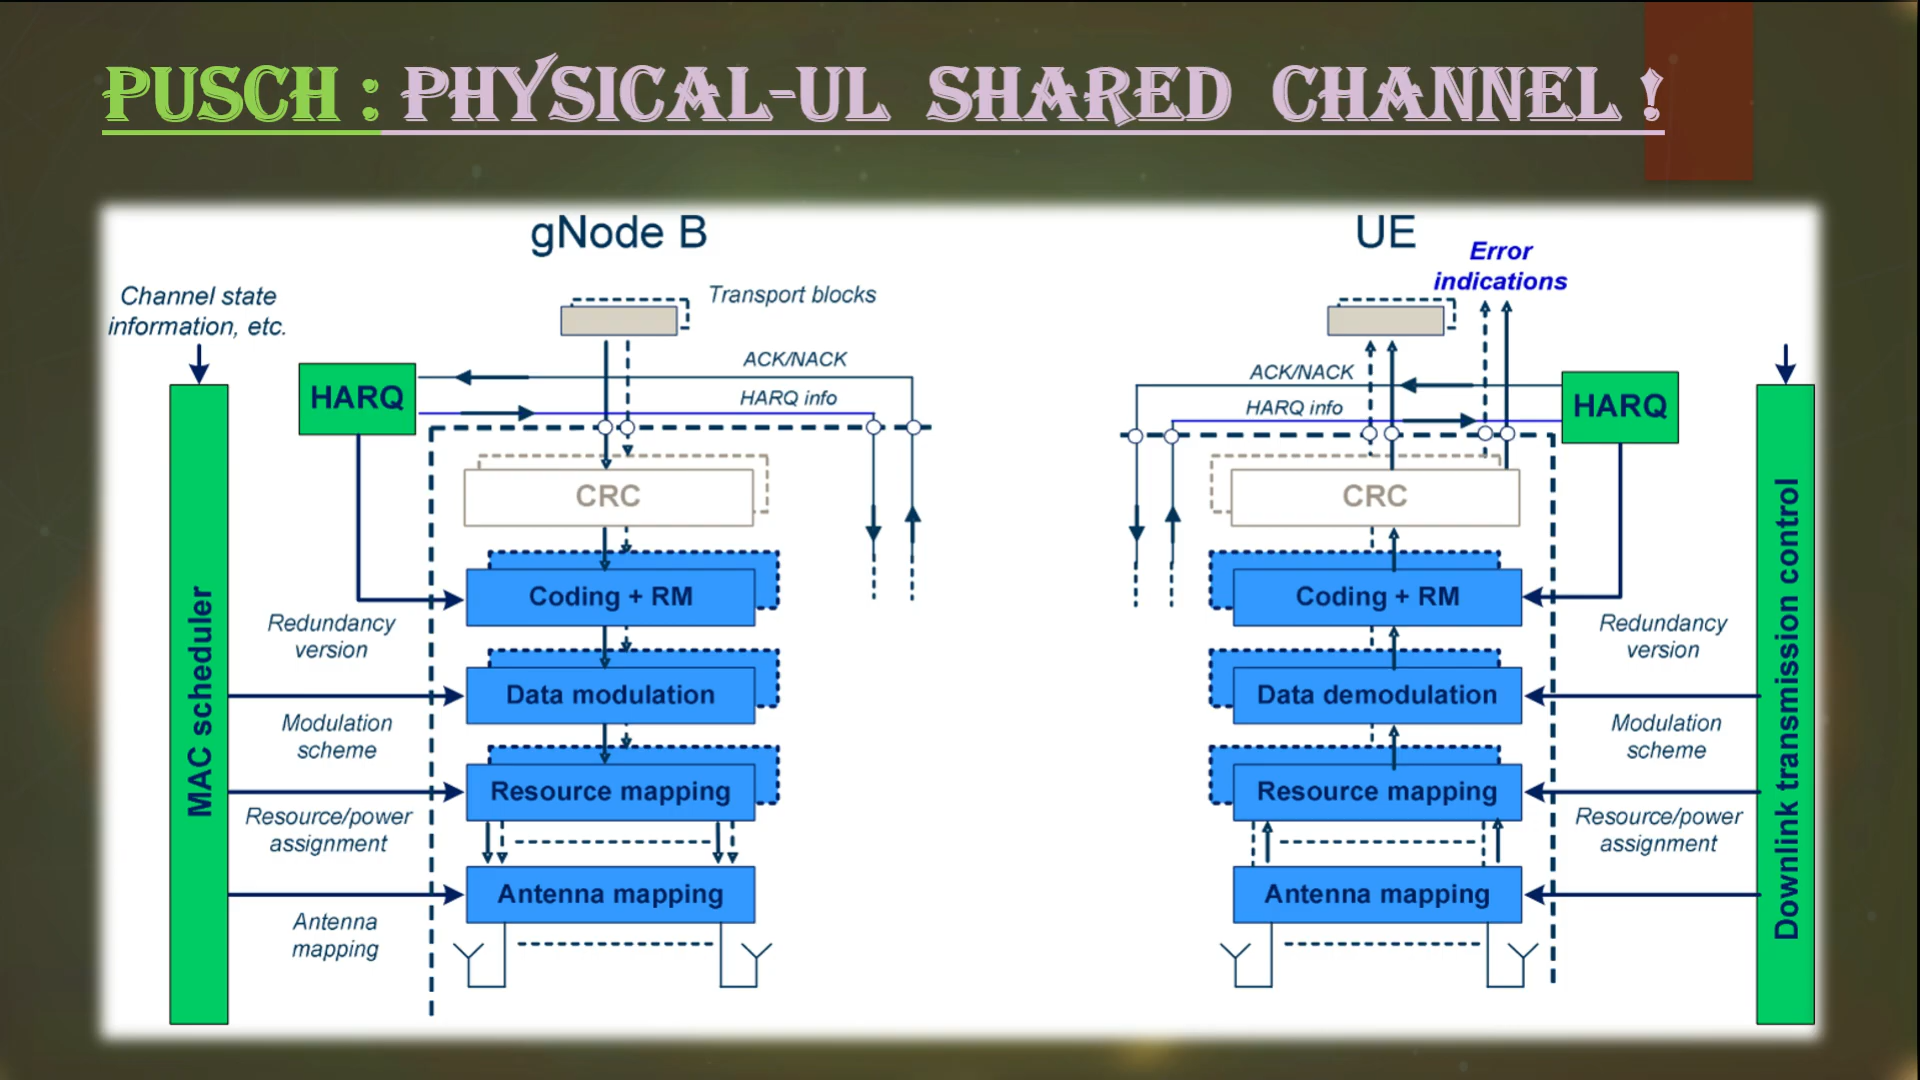 PUSCH : PHYSICAL-UL SHARED CHANNEL !
gNode B
Channel state
information, etc.
Transport blocks
HARQ
ACK/NACK
HARQ info
CRC
Coding + RM
Redundancy
version
Data modulation
Modulation
scheme
Resource mapping
Resource/power
assignment
Antenna mapping
Antenna
mapping
MAC scheduler
UE
Error
indications
ACK/NACK
HARQ info
HARQ
CRC
Coding + RM
Redundancy
version
Data demodulation
Modulation
scheme
Resource mapping
Resource/power
assignment
Antenna mapping
Downlink transmission control